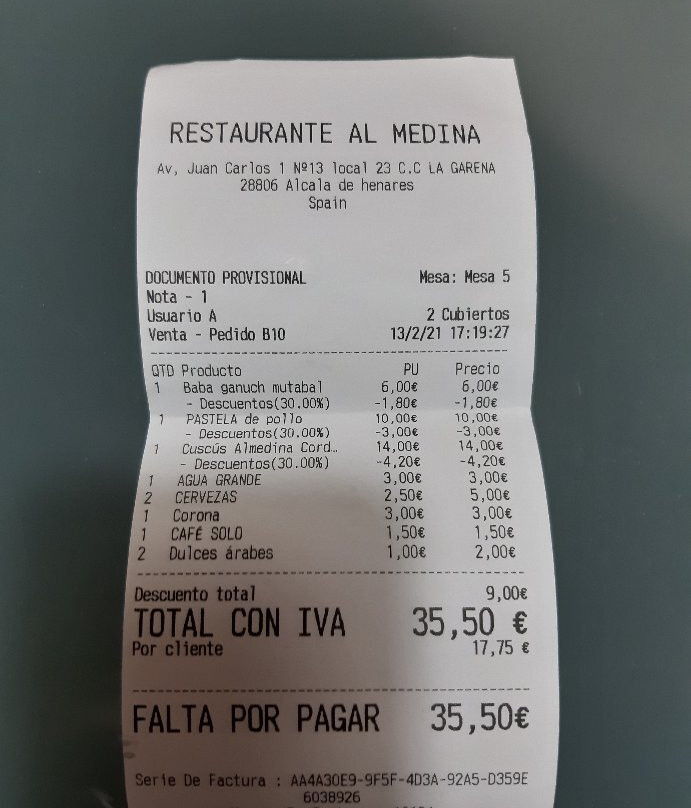 RESTAURANTE AL MEDINA
Av, Juan Carlos 1 Nº13 local 23 C.C LA GARENA
28806 Alcala de henares
Spain
DOCUMENTO PROVISIONAL Mesa: Mesa 5
Nota - 1
Usuario A 2 Cubiertos
Venta - Pedido B10 13/2/21 17:19:27
QTD Producto PU Precio
1 Baba ganuch mutabal 6,00€ 6,00€
- Descuentos(30.00%) -1,80€ -1,80€
1 PASTELA de pollo 10,00€ 10,00€
- Descuentos(30.00%) -3,00€ -3,00€
1 Cuscús Almedina Cord… 14,00€ 14,00€
- Descuentos(30.00%) -4,20€ -4,20€
1 AGUA GRANDE 3,00€ 3,00€
2 CERVEZAS 2,50€ 5,00€
1 Corona 3,00€ 3,00€
1 CAFÉ SOLO 1,50€ 1,50€
2 Dulces árabes 1,00€ 2,00€
Descuento total 9,00€
TOTAL CON IVA 35,50 €
Por cliente 17,75 €
FALTA POR PAGAR 35,50€
Serie De Factura : AA4A30E9-9F5F-4D3A-92A5-D359E
6038926